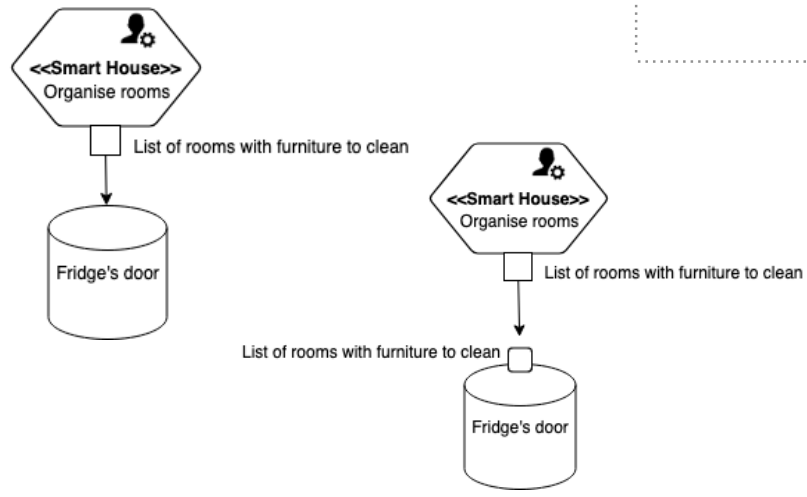 <<Smart House>>
Organise rooms
List of rooms with furniture to clean
Fridge's door
<<Smart House>>
Organise rooms
List of rooms with furniture to clean
List of rooms with furniture to clean
Fridge's door